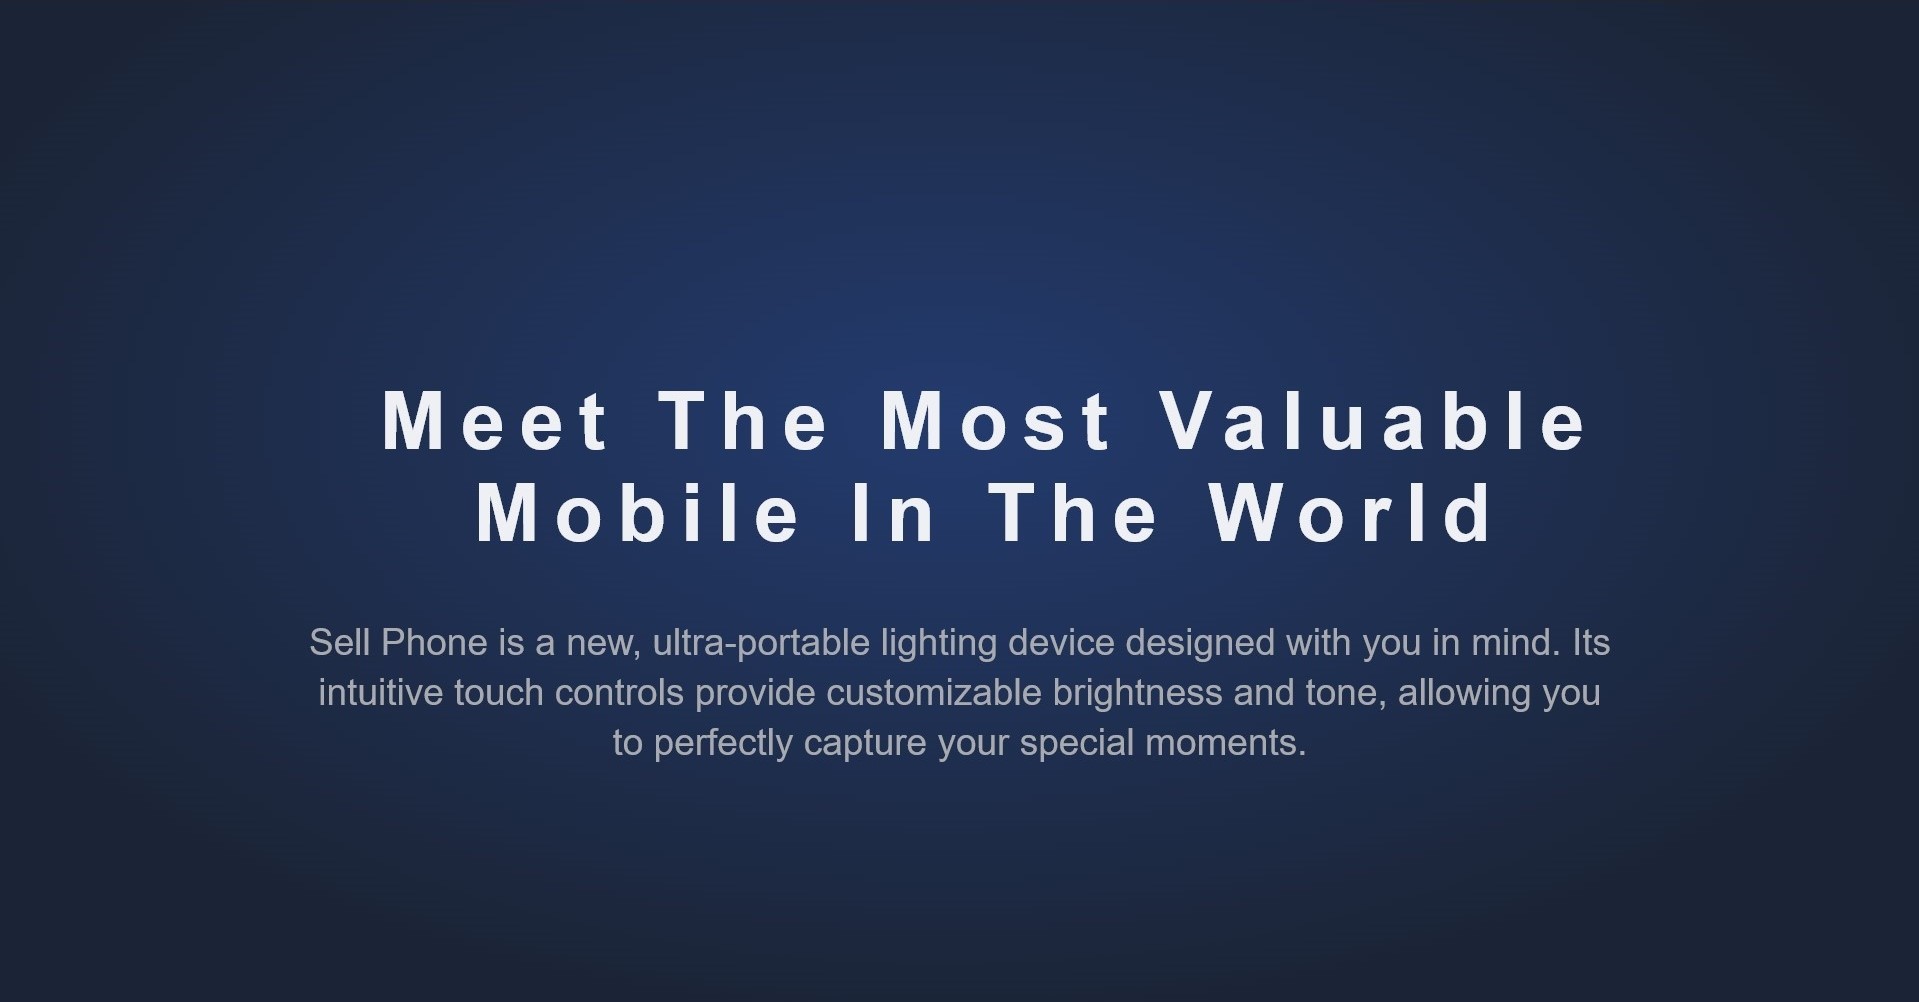 Meet The Most Valuable
Mobile In The World
Sell Phone is a new, ultra-portable lighting device designed with you in mind. Its
intuitive touch controls provide customizable brightness and tone, allowing you
to perfectly capture your special moments.